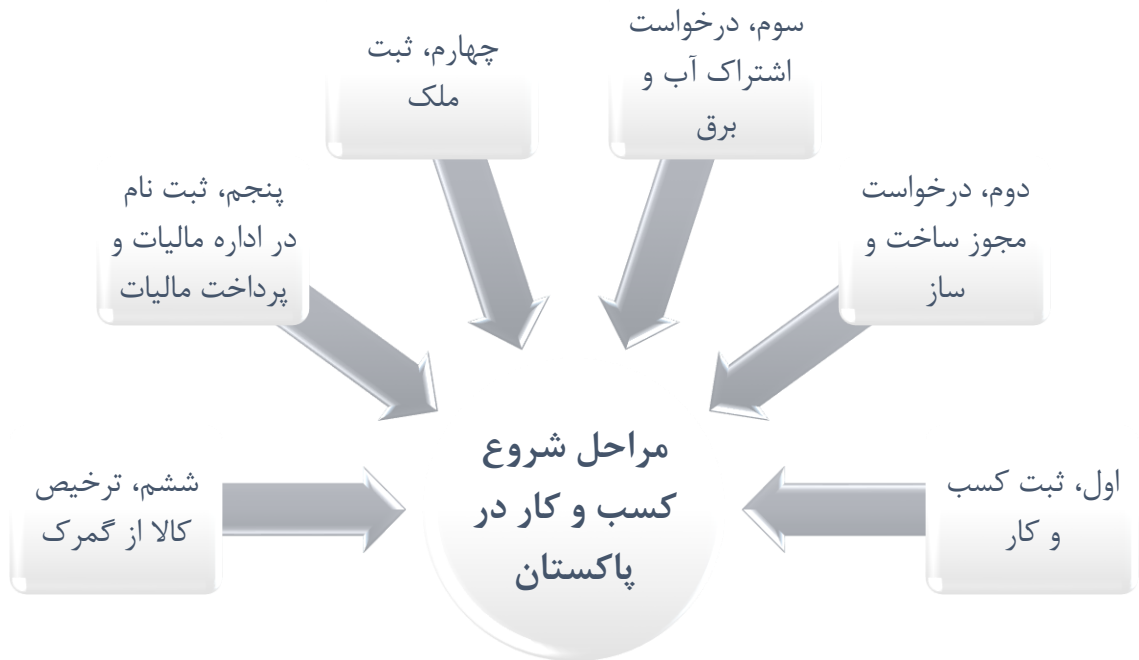 مراحل شروع
کسب و کار در
پاکستان
اول، ثبت کسب
و کار
دوم، درخواست
مجوز ساخت و
ساز
سوم، درخواست
اشتراک آب و
برق
چهارم، ثبت
ملک
پنجم، ثبت نام
در اداره مالیات و
پرداخت مالیات
ششم، ترخیص
کالا از گمرک